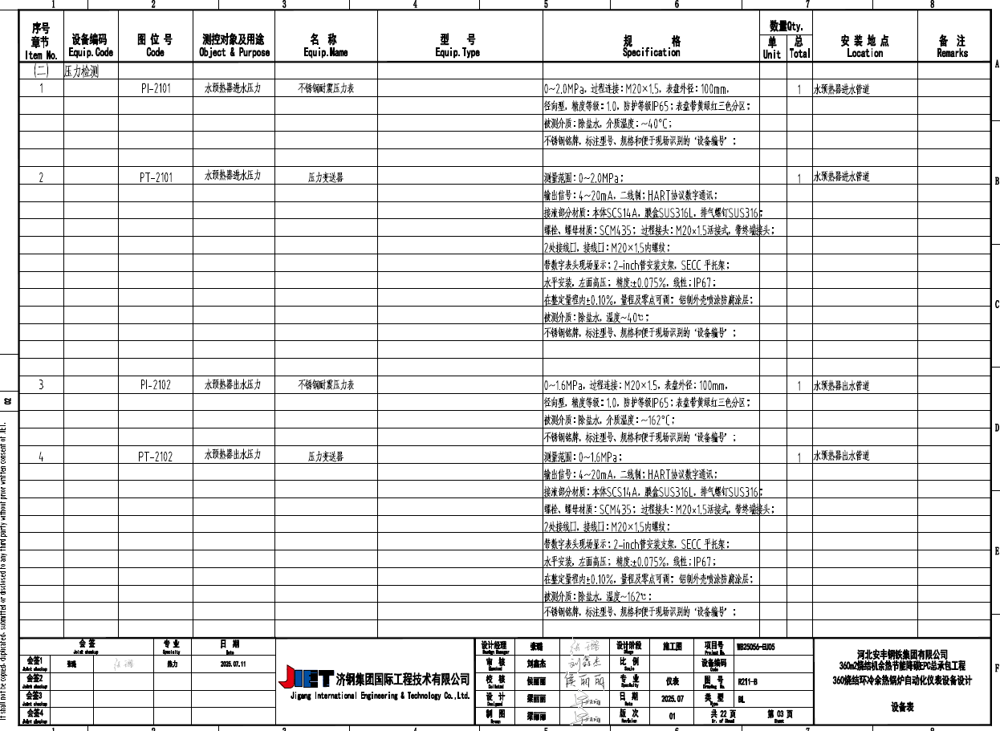 1 2 3 4 5 6 7 8
序号 章节 Item No. 设备编码 Equip.Code 图 位 号 Code 测控对象及用途 Object & Purpose 名 称 Equip.Name 型 号 Equip.Type 规 格 Specification 数量Qty. 单 Unit 总 Total 安 装 地 点 Location 备 注 Remarks
A
(二) 压力检测
1 PI-2101 水预热器进水压力 不锈钢耐震压力表 0~2.0MPa，过程连接：M20×1.5，表盘外径：100mm， 1 水预热器进水管道
径向型，精度等级：1.0，防护等级IP65；表盘带黄绿红三色分区；
被测介质：除盐水，介质温度：~40°C；
不锈钢铭牌，标注型号、规格和便于现场识别的‘设备编号’；
2 PT-2101 水预热器进水压力 压力变送器 测量范围：0~2.0MPa； 1 水预热器进水管道
B
输出信号：4~20mA，二线制；HART协议数字通讯；
接液部分材质：本体SCS14A，膜盒SUS316L，排气螺钉SUS316；
螺栓、螺母材质：SCM435； 过程接头：M20×1.5活接式，带终端接头；
2处接线口，接线口：M20×1.5内螺纹；
带数字表头现场显示；2-inch管安装支架，SECC 平托架；
水平安装，左面高压； 精度：±0.075%，线性；IP67；
在整定量程内±0.10%，量程及零点可调； 铝制外壳喷涂防腐涂层；
C
被测介质：除盐水，温度~40℃；
不锈钢铭牌，标注型号、规格和便于现场识别的‘设备编号’；
3 PI-2102 水预热器出水压力 不锈钢耐震压力表 0~1.6MPa，过程连接：M20×1.5，表盘外径：100mm， 1 水预热器出水管道
径向型，精度等级：1.0，防护等级IP65；表盘带黄绿红三色分区；
被测介质：除盐水，介质温度：~162°C；
D
不锈钢铭牌，标注型号、规格和便于现场识别的‘设备编号’；
4 PT-2102 水预热器出水压力 压力变送器 测量范围：0~1.6MPa； 1 水预热器出水管道
输出信号：4~20mA，二线制；HART协议数字通讯；
接液部分材质：本体SCS14A，膜盒SUS316L，排气螺钉SUS316；
螺栓、螺母材质：SCM435； 过程接头：M20×1.5活接式，带终端接头；
2处接线口，接线口：M20×1.5内螺纹；
带数字表头现场显示；2-inch管安装支架，SECC 平托架；
E
水平安装，左面高压； 精度：±0.075%，线性；IP67；
在整定量程内±0.10%，量程及零点可调； 铝制外壳喷涂防腐涂层；
被测介质：除盐水，温度~162℃；
不锈钢铭牌，标注型号、规格和便于现场识别的‘设备编号’；
02
It shall not be copied, duplicated, submitted or disclosed to any third party without prior written consent of JIET.
会 签 Joint checkup 专 业 Specialty 日 期 Date
会签1 Joint checkup 张璐 热力 2025.07.11
会签2 Joint checkup
会签3 Joint checkup
会签4 Joint checkup
JIET 济钢集团国际工程技术有限公司
Jigang International Engineering & Technology Co.,Ltd.
设计经理 Design Manager 张璐 设计阶段 Design Phase 施工图 项目号 Project No. WB25056-EU05
审 核 Checked 刘鑫杰 刘鑫杰 比 例 Scale 设备编码 Code
校 核 Collated 侯丽丽 侯丽丽 专 业 Specialty 仪表 图 号 Drawing No. R211-B
设 计 Designed 梁丽丽 日 期 Date 2025.07 类 型 Type BL
制 图 Drawn 梁丽丽 版 次 Revision 01 共 22 页 Nr. of Sheet 第 03 页 Sheet
河北安丰钢铁集团有限公司
360m2烧结机余热节能降碳EPC总承包工程
360烧结环冷余热锅炉自动化仪表设备设计
设备表
F
1 2 3 4 5 6 7 8